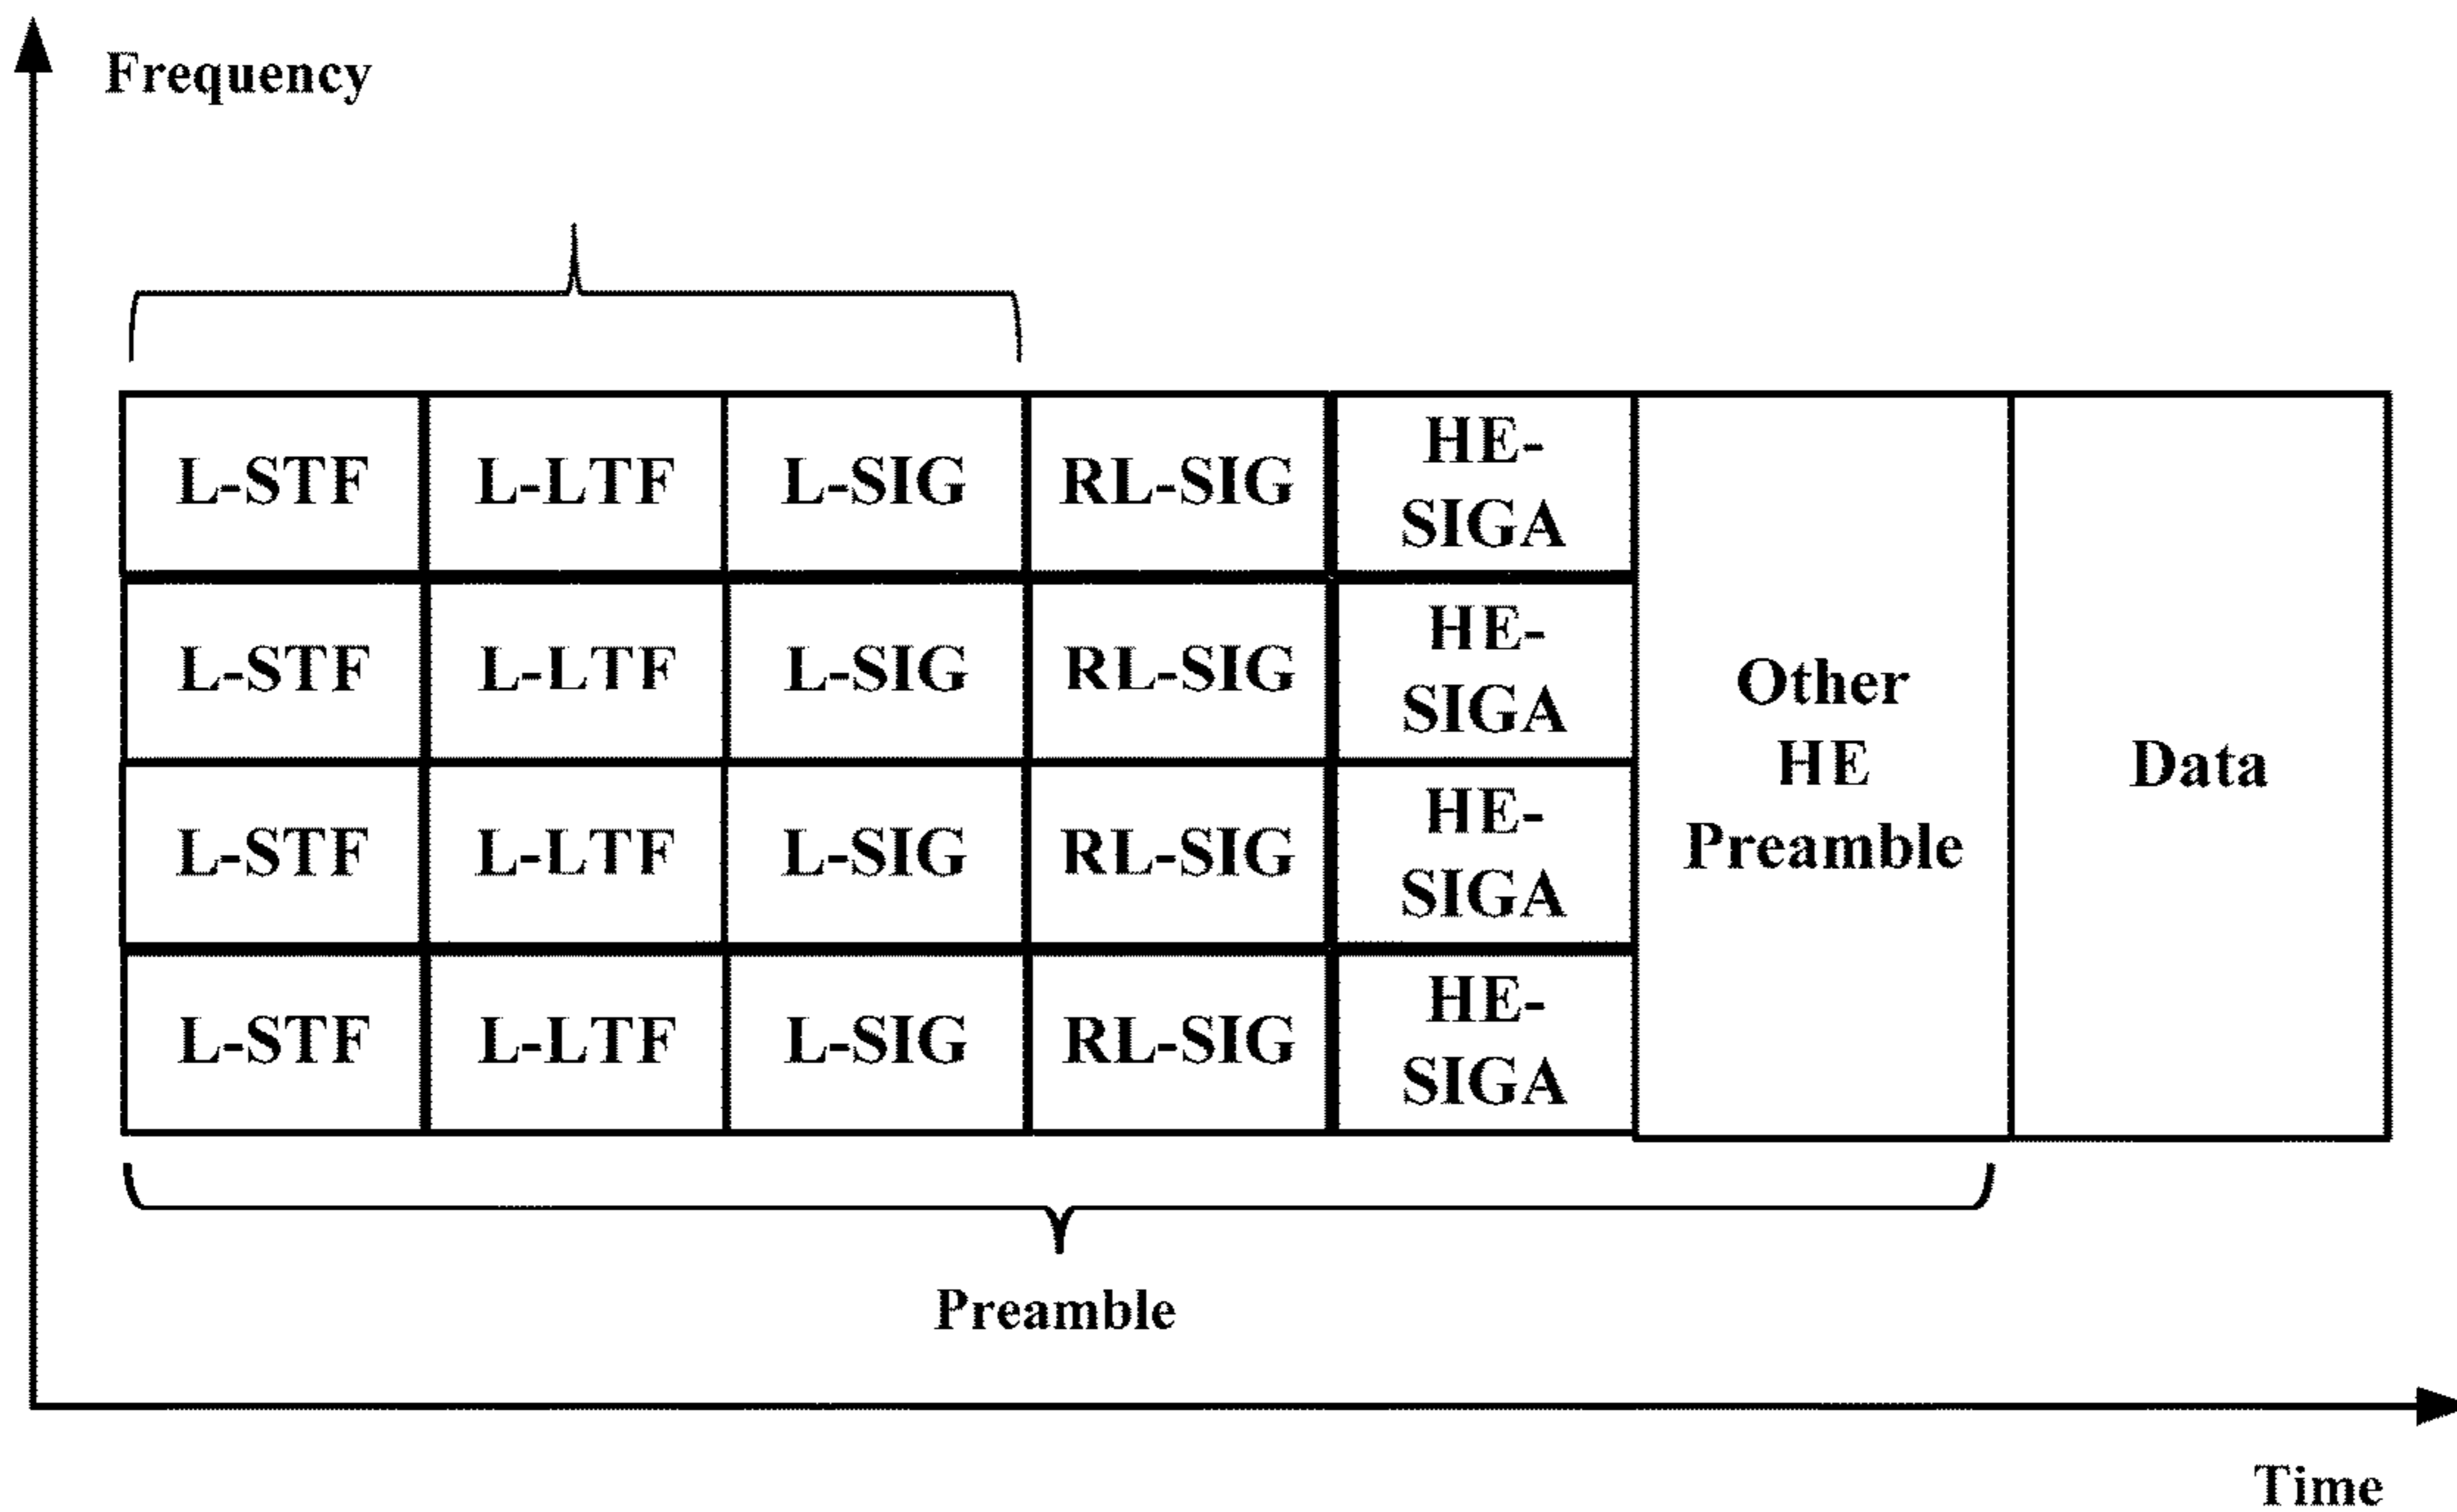 Frequency
L-STF L-LTF L-SIG RL-SIG HE-
SIGA
L-STF L-LTF L-SIG RL-SIG HE-
SIGA
L-STF L-LTF L-SIG RL-SIG HE-
SIGA
L-STF L-LTF L-SIG RL-SIG HE-
SIGA
Other
HE
Preamble
Data
Preamble
Time